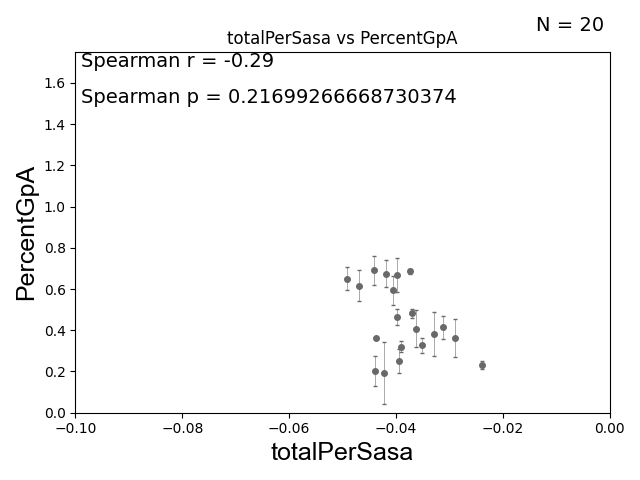 N = 20
totalPerSasa vs PercentGpA
Spearman r = -0.29
Spearman p = 0.21699266668730374
PercentGpA
1.6
1.4
1.2
1.0
0.8
0.6
0.4
0.2
0.0
−0.10
−0.08
−0.06
−0.04
−0.02
0.00
totalPerSasa